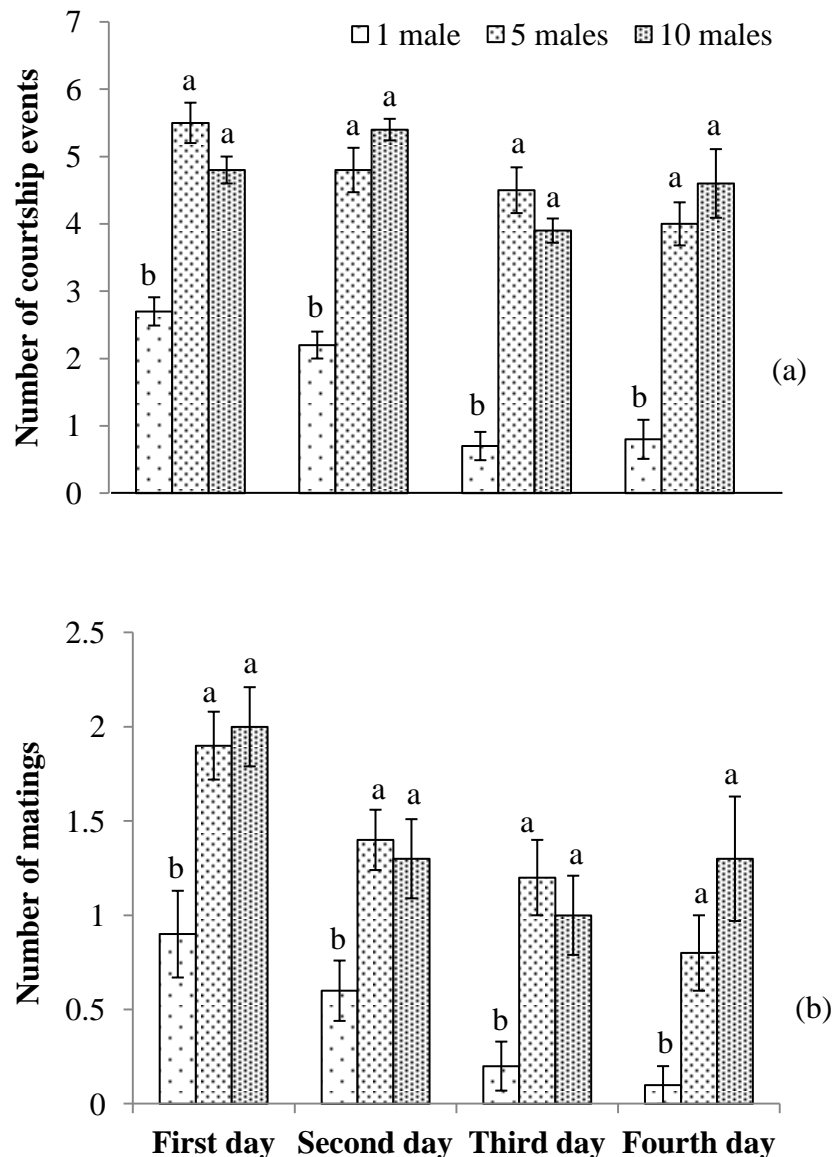 7
1 male 5 males 10 males
6
5
4
3
2
1
0
Number of courtship events
a
a
b
a
a
b
a
a
b
a
a
b
(a)
2.5
2
1.5
1
0.5
0
Number of matings
a
a
b
a
a
b
a
a
b
a
a
b
(b)
First day Second day Third day Fourth day